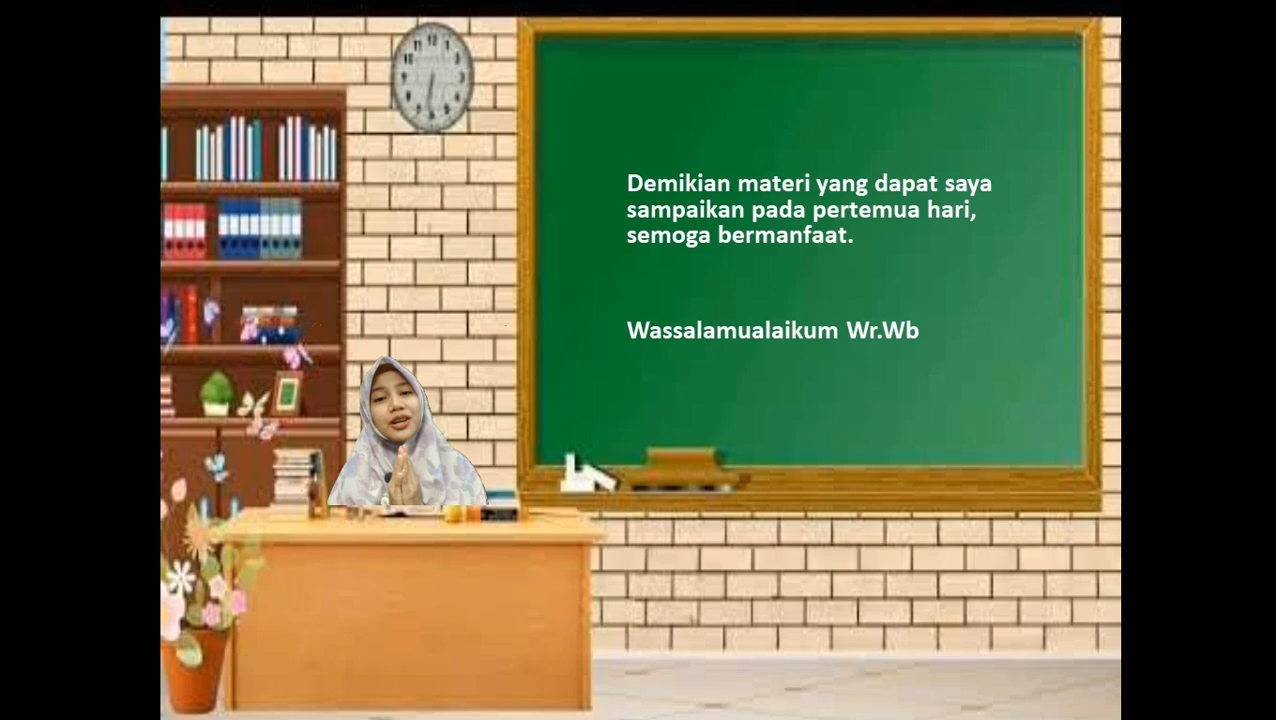 Demikian materi yang dapat saya
sampaikan pada pertemua hari,
semoga bermanfaat.
Wassalamualaikum Wr.Wb